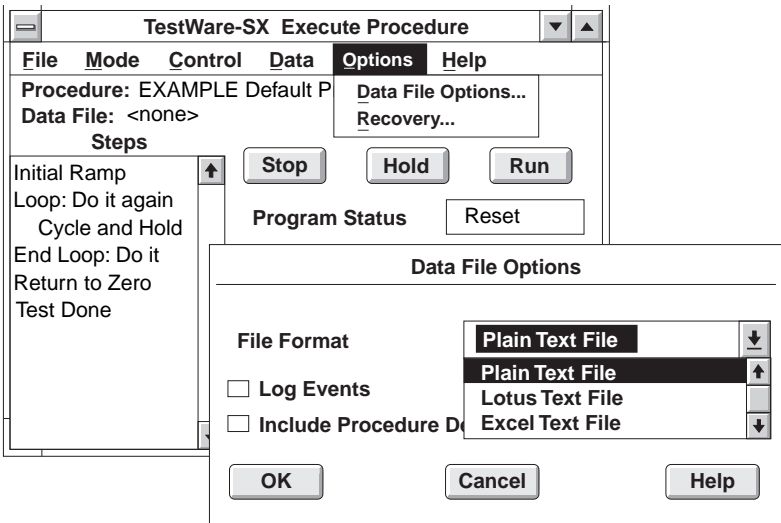 TestWare-SX Execute Procedure
File Mode Control Data Options Help
Procedure: EXAMPLE Default P
Data File Options...
Data File: <none>
Recovery...
Steps
Initial Ramp
Loop: Do it again
Cycle and Hold
End Loop: Do it
Return to Zero
Test Done
Stop Hold Run
Program Status Reset
Data File Options
File Format Plain Text File
Plain Text File
Lotus Text File
Excel Text File
Log Events
Include Procedure De
OK Cancel Help